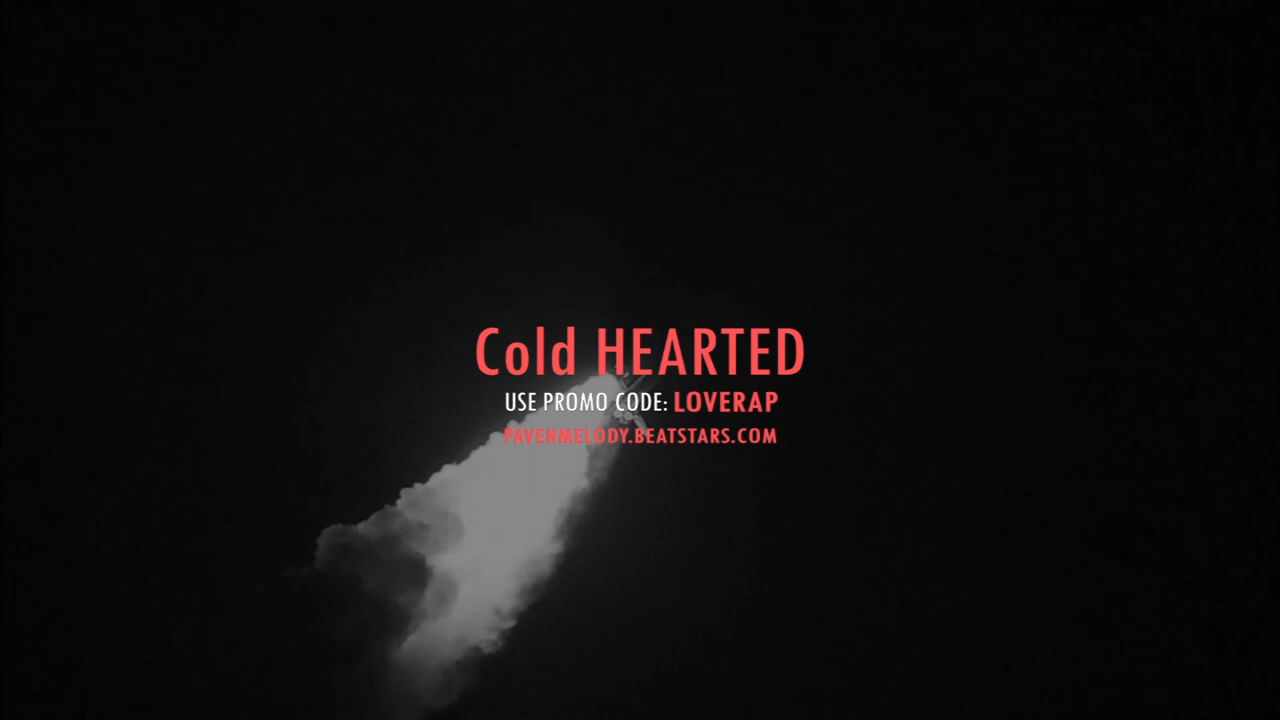 Cold HEARTED
USE PROMO CODE: LOVERAP
PAVENMELODY.BEATSTARS.COM